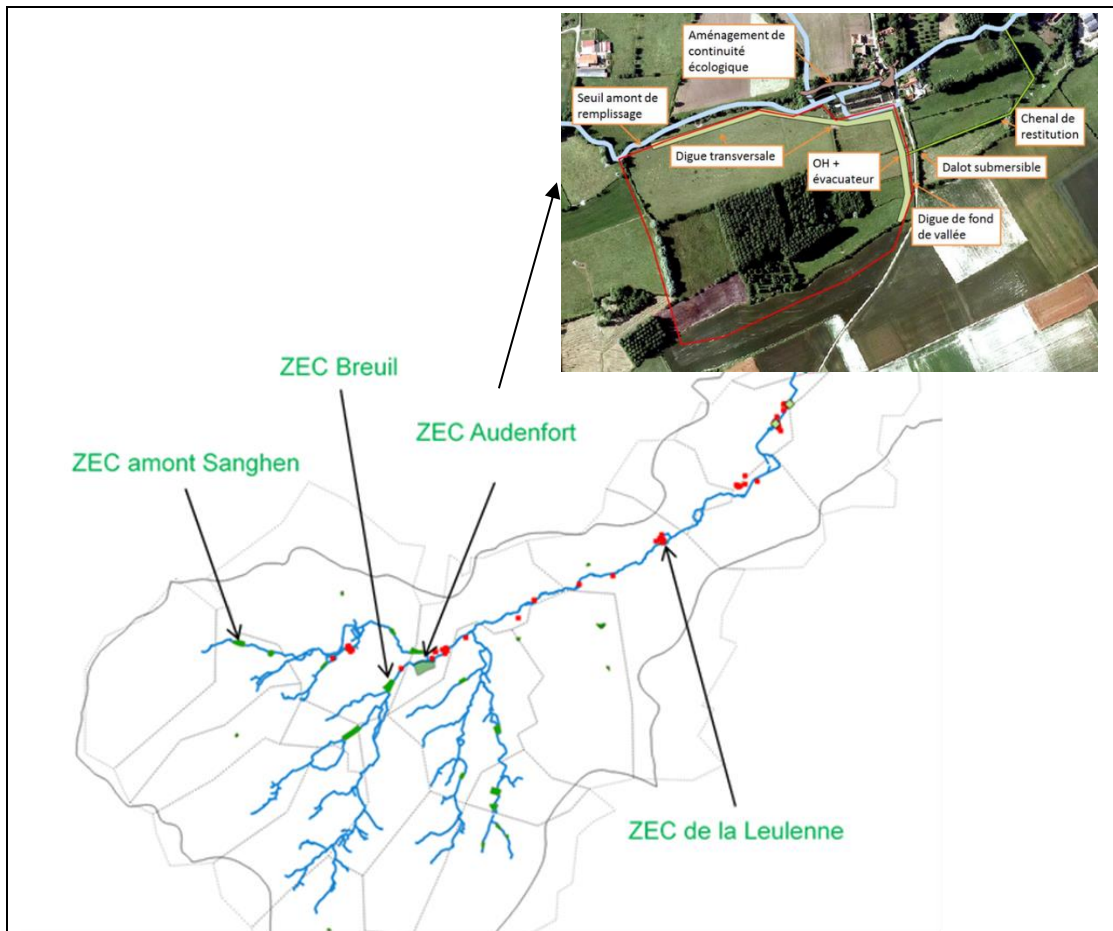 Aménagement de
continuité
écologique
Seuil amont de
remplissage
Digue transversale
Chenal de
restitution
OH +
évacuateur
Dalot submersible
Digue de fond
de vallée
ZEC Breuil
ZEC Audenfort
ZEC amont Sanghen
ZEC de la Leulenne